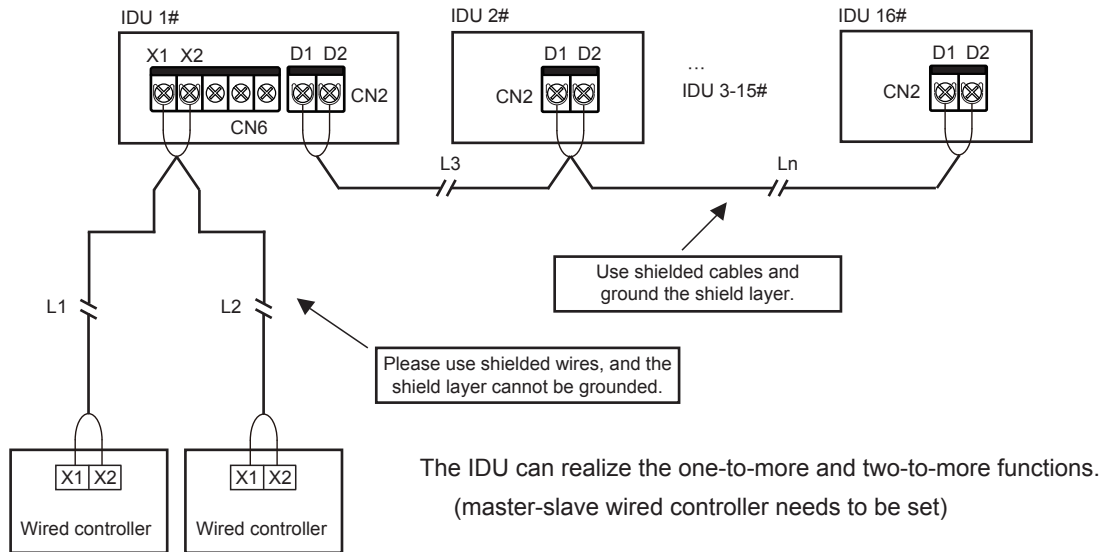 IDU 1#
IDU 2#
IDU 16#
X1 X2
D1 D2
CN2
CN6
D1 D2
CN2
…
IDU 3-15#
D1 D2
CN2
L3
Ln
Use shielded cables and
ground the shield layer.
L1
L2
Please use shielded wires, and the
shield layer cannot be grounded.
X1 X2
Wired controller
X1 X2
Wired controller
The IDU can realize the one-to-more and two-to-more functions.
(master-slave wired controller needs to be set)